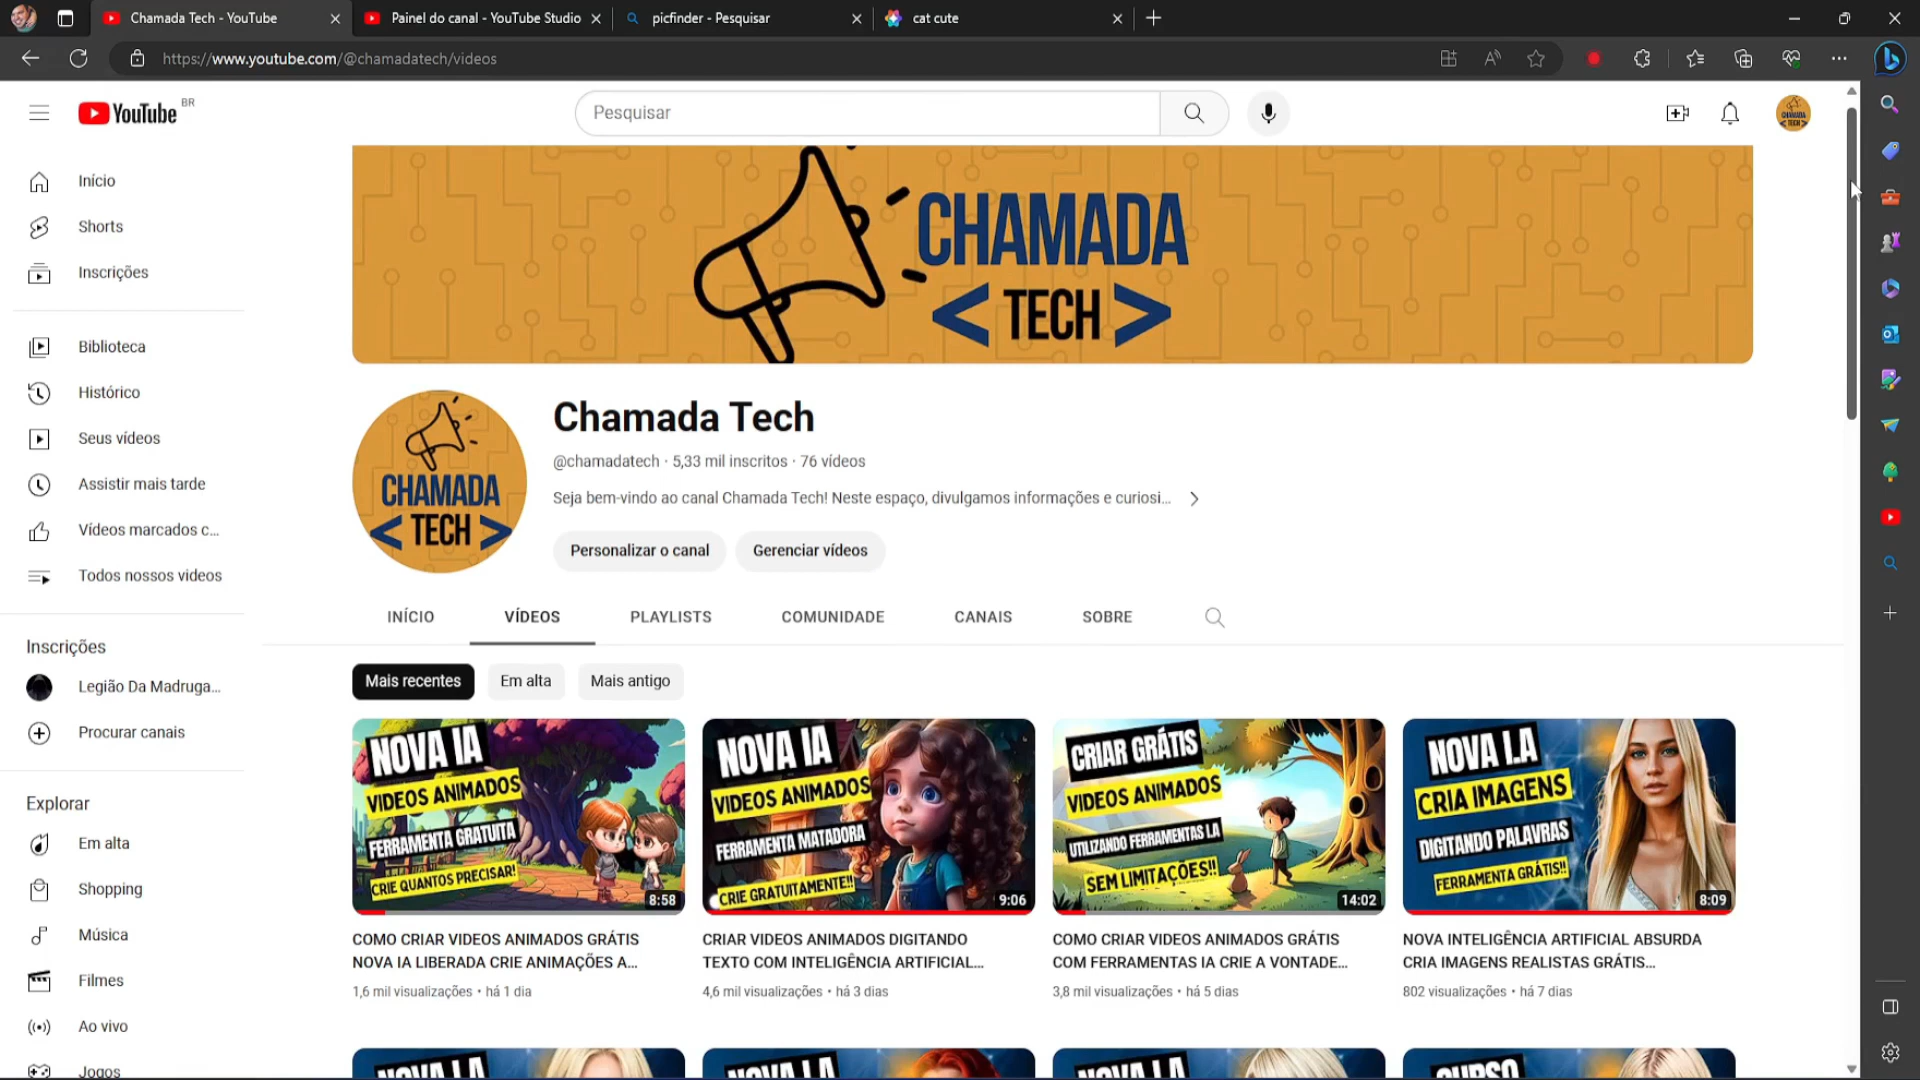 Chamada Tech - YouTube
Painel do canal - YouTube Studio
picfinder - Pesquisar
cat cute
https://www.youtube.com/@chamadatech/videos
YouTube BR
Pesquisar
CHAMADA TECH
Início
Shorts
Inscrições
Biblioteca
Histórico
Seus vídeos
Assistir mais tarde
Vídeos marcados c...
Todos nossos videos
Inscrições
Legião Da Madruga...
Procurar canais
Explorar
Em alta
Shopping
Música
Filmes
Ao vivo
Jogos
CHAMADA
< TECH >
CHAMADA
< TECH >
Chamada Tech
@chamadatech · 5,33 mil inscritos · 76 vídeos
Seja bem-vindo ao canal Chamada Tech! Neste espaço, divulgamos informações e curiosi...
Personalizar o canal
Gerenciar vídeos
INÍCIO
VÍDEOS
PLAYLISTS
COMUNIDADE
CANAIS
SOBRE
Mais recentes
Em alta
Mais antigo
NOVA IA
VIDEOS ANIMADOS
FERRAMENTA GRATUITA
CRIE QUANTOS PRECISAR!
8:58
COMO CRIAR VIDEOS ANIMADOS GRÁTIS
NOVA IA LIBERADA CRIE ANIMAÇÕES A...
1,6 mil visualizações • há 1 dia
NOVA IA
VIDEOS ANIMADOS
FERRAMENTA MATADORA
CRIE GRATUITAMENTE!!
9:06
CRIAR VIDEOS ANIMADOS DIGITANDO
TEXTO COM INTELIGÊNCIA ARTIFICIAL...
4,6 mil visualizações • há 3 dias
CRIAR GRÁTIS
VIDEOS ANIMADOS
UTILIZANDO FERRAMENTAS I.A
SEM LIMITAÇÕES!!
14:02
COMO CRIAR VIDEOS ANIMADOS GRÁTIS
COM FERRAMENTAS IA CRIE A VONTADE...
3,8 mil visualizações • há 5 dias
NOVA I.A
CRIA IMAGENS
DIGITANDO PALAVRAS
FERRAMENTA GRÁTIS!!
8:09
NOVA INTELIGÊNCIA ARTIFICIAL ABSURDA
CRIA IMAGENS REALISTAS GRÁTIS...
802 visualizações • há 7 dias
NOVA I.A
NOVA I.A
NOVA I.A
CURSO